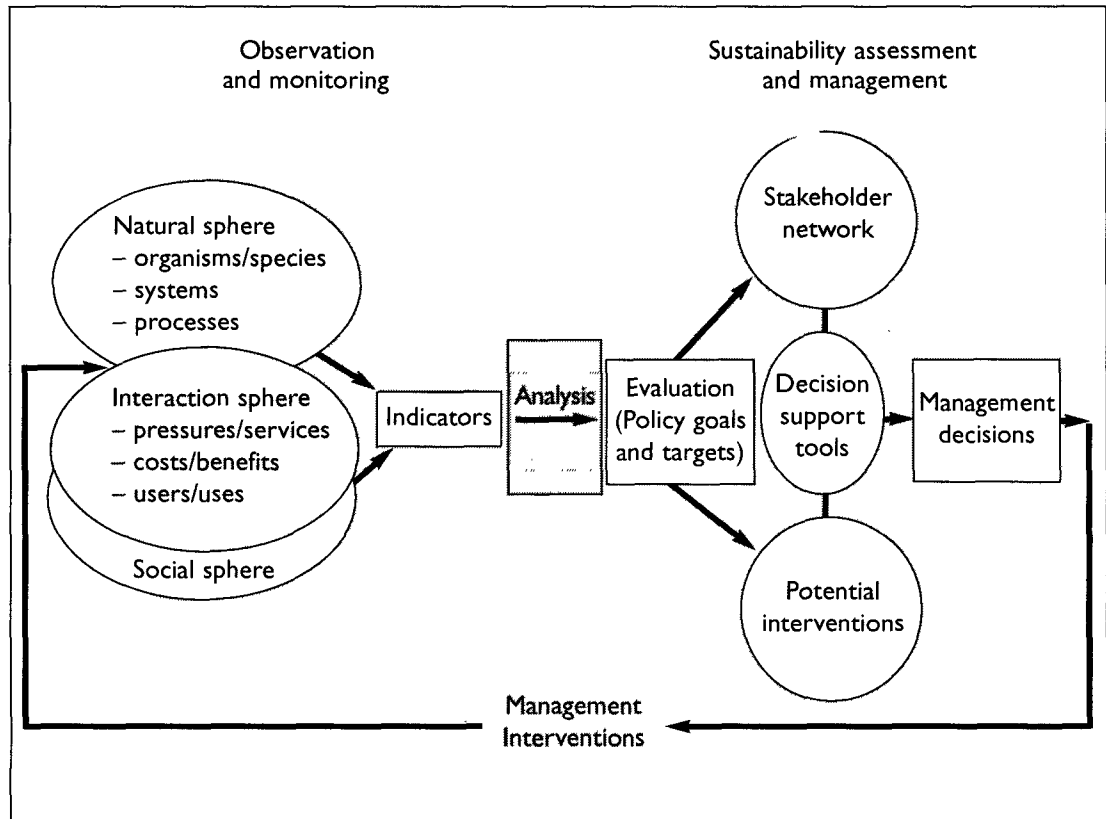 Observation
and monitoring
Sustainability assessment
and management
Natural sphere
– organisms/species
– systems
– processes
Interaction sphere
– pressures/services
– costs/benefits
– users/uses
Social sphere
Indicators
Analysis
Evaluation
(Policy goals
and targets)
Stakeholder
network
Decision
support
tools
Potential
interventions
Management
decisions
Management
Interventions